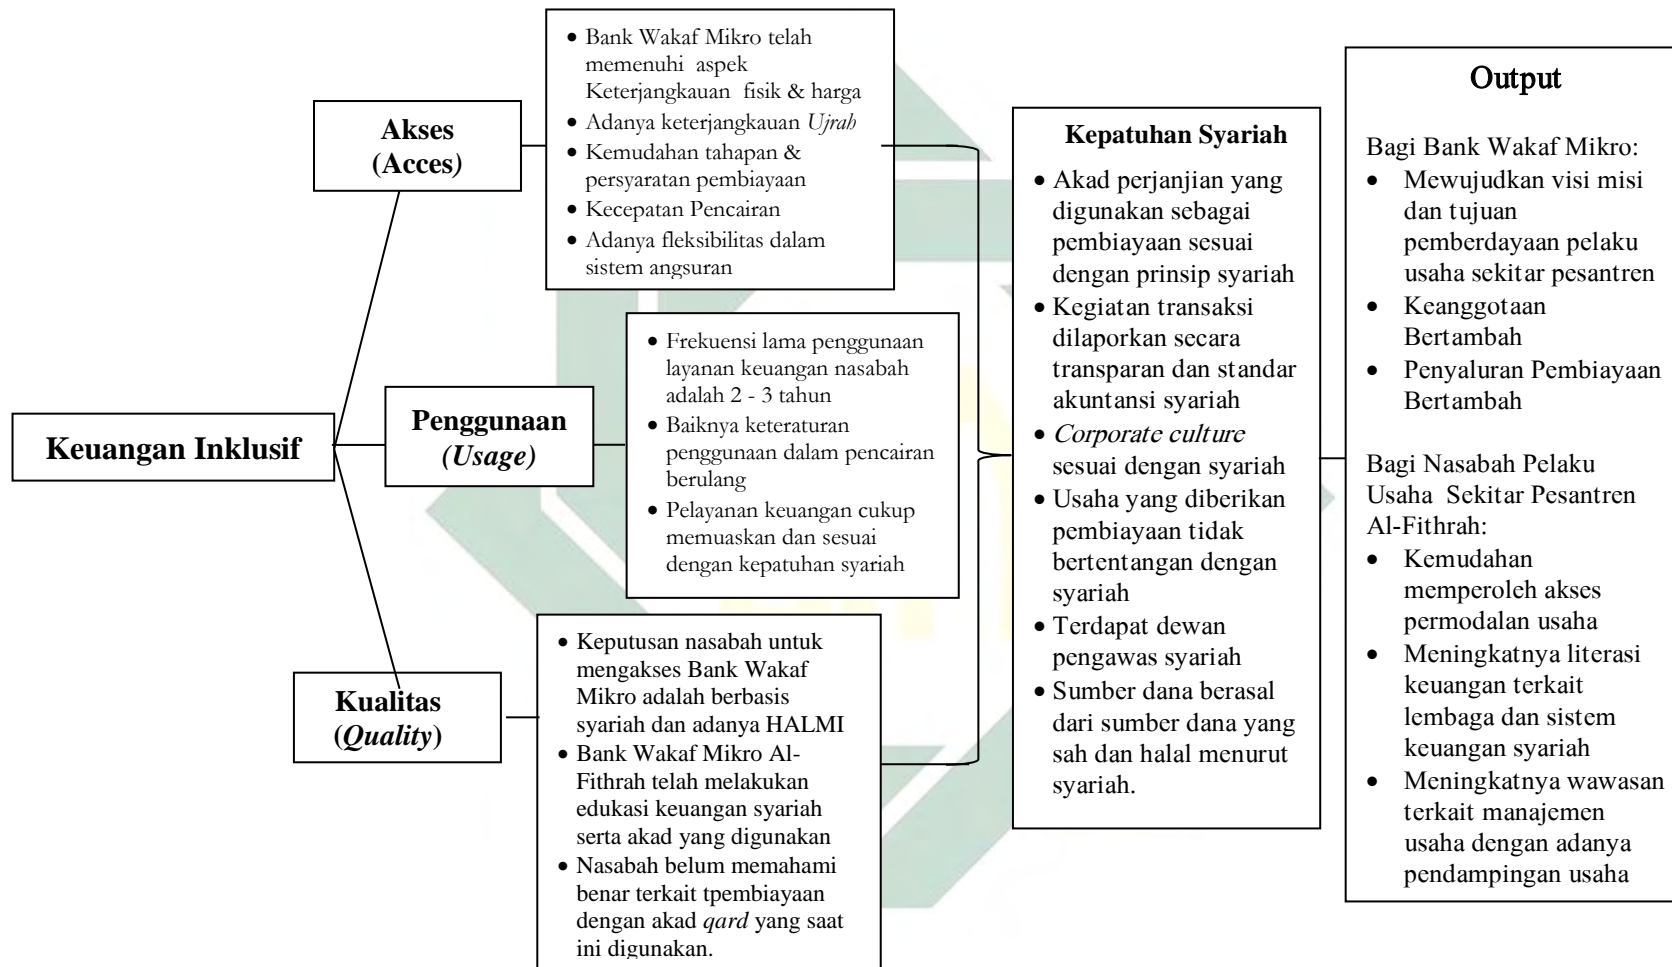 Keuangan Inklusif
Akses
(Acces)
• Bank Wakaf Mikro telah
memenuhi aspek
Keterjangkauan fisik & harga
• Adanya keterjangkauan Ujrah
• Kemudahan tahapan &
persyaratan pembiayaan
• Kecepatan Pencairan
• Adanya fleksibilitas dalam
sistem angsuran
Penggunaan
(Usage)
• Frekuensi lama penggunaan
layanan keuangan nasabah
adalah 2 - 3 tahun
• Baiknya keteraturan
penggunaan dalam pencairan
berulang
• Pelayanan keuangan cukup
memuaskan dan sesuai
dengan kepatuhan syariah
Kualitas
(Quality)
• Keputusan nasabah untuk
mengakses Bank Wakaf
Mikro adalah berbasis
syariah dan adanya HALMI
• Bank Wakaf Mikro Al-
Fithrah telah melakukan
edukasi keuangan syariah
serta akad yang digunakan
• Nasabah belum memahami
benar terkait tpembiayaan
dengan akad qard yang saat
ini digunakan.
Kepatuhan Syariah
• Akad perjanjian yang
digunakan sebagai
pembiayaan sesuai
dengan prinsip syariah
• Kegiatan transaksi
dilaporkan secara
transparan dan standar
akuntansi syariah
• Corporate culture
sesuai dengan syariah
• Usaha yang diberikan
pembiayaan tidak
bertentangan dengan
syariah
• Terdapat dewan
pengawas syariah
• Sumber dana berasal
dari sumber dana yang
sah dan halal menurut
syariah.
Output
Bagi Bank Wakaf Mikro:
• Mewujudkan visi misi
dan tujuan
pemberdayaan pelaku
usaha sekitar pesantren
• Keanggotaan
Bertambah
• Penyaluran Pembiayaan
Bertambah
Bagi Nasabah Pelaku
Usaha Sekitar Pesantren
Al-Fithrah:
• Kemudahan
memperoleh akses
permodalan usaha
• Meningkatnya literasi
keuangan terkait
lembaga dan sistem
keuangan syariah
• Meningkatnya wawasan
terkait manajemen
usaha dengan adanya
pendampingan usaha